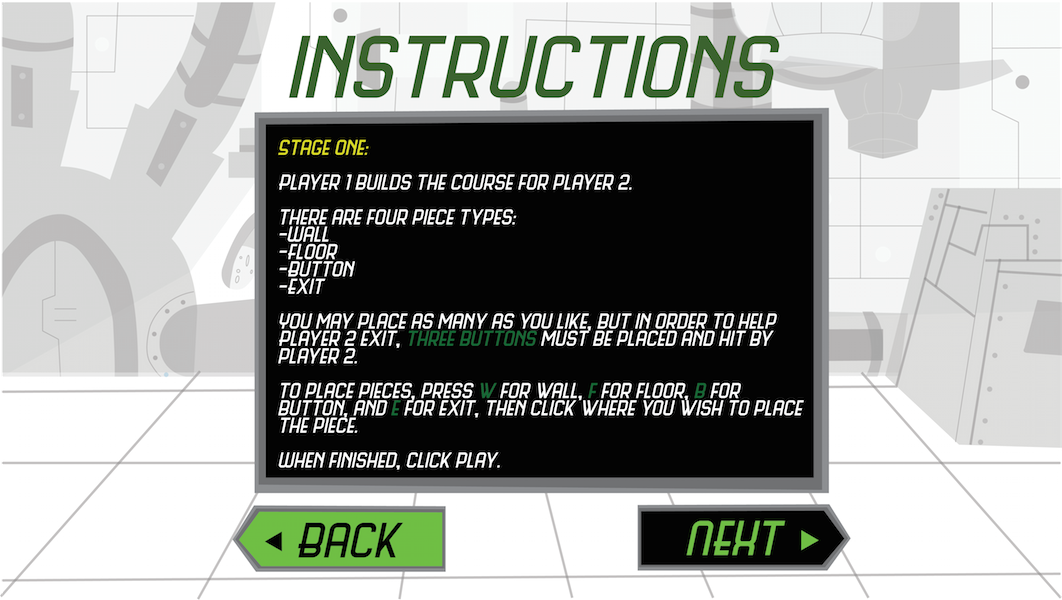 INSTRUCTIONS
STAGE ONE:
PLAYER 1 BUILDS THE COURSE FOR PLAYER 2.
THERE ARE FOUR PIECE TYPES:
-WALL
-FLOOR
-BUTTON
-EXIT
YOU MAY PLACE AS MANY AS YOU LIKE, BUT IN ORDER TO HELP
PLAYER 2 EXIT, THREE BUTTONS MUST BE PLACED AND HIT BY
PLAYER 2.
TO PLACE PIECES, PRESS W FOR WALL, F FOR FLOOR, B FOR
BUTTON, AND E FOR EXIT, THEN CLICK WHERE YOU WISH TO PLACE
THE PIECE.
WHEN FINISHED, CLICK PLAY.
BACK
NEXT